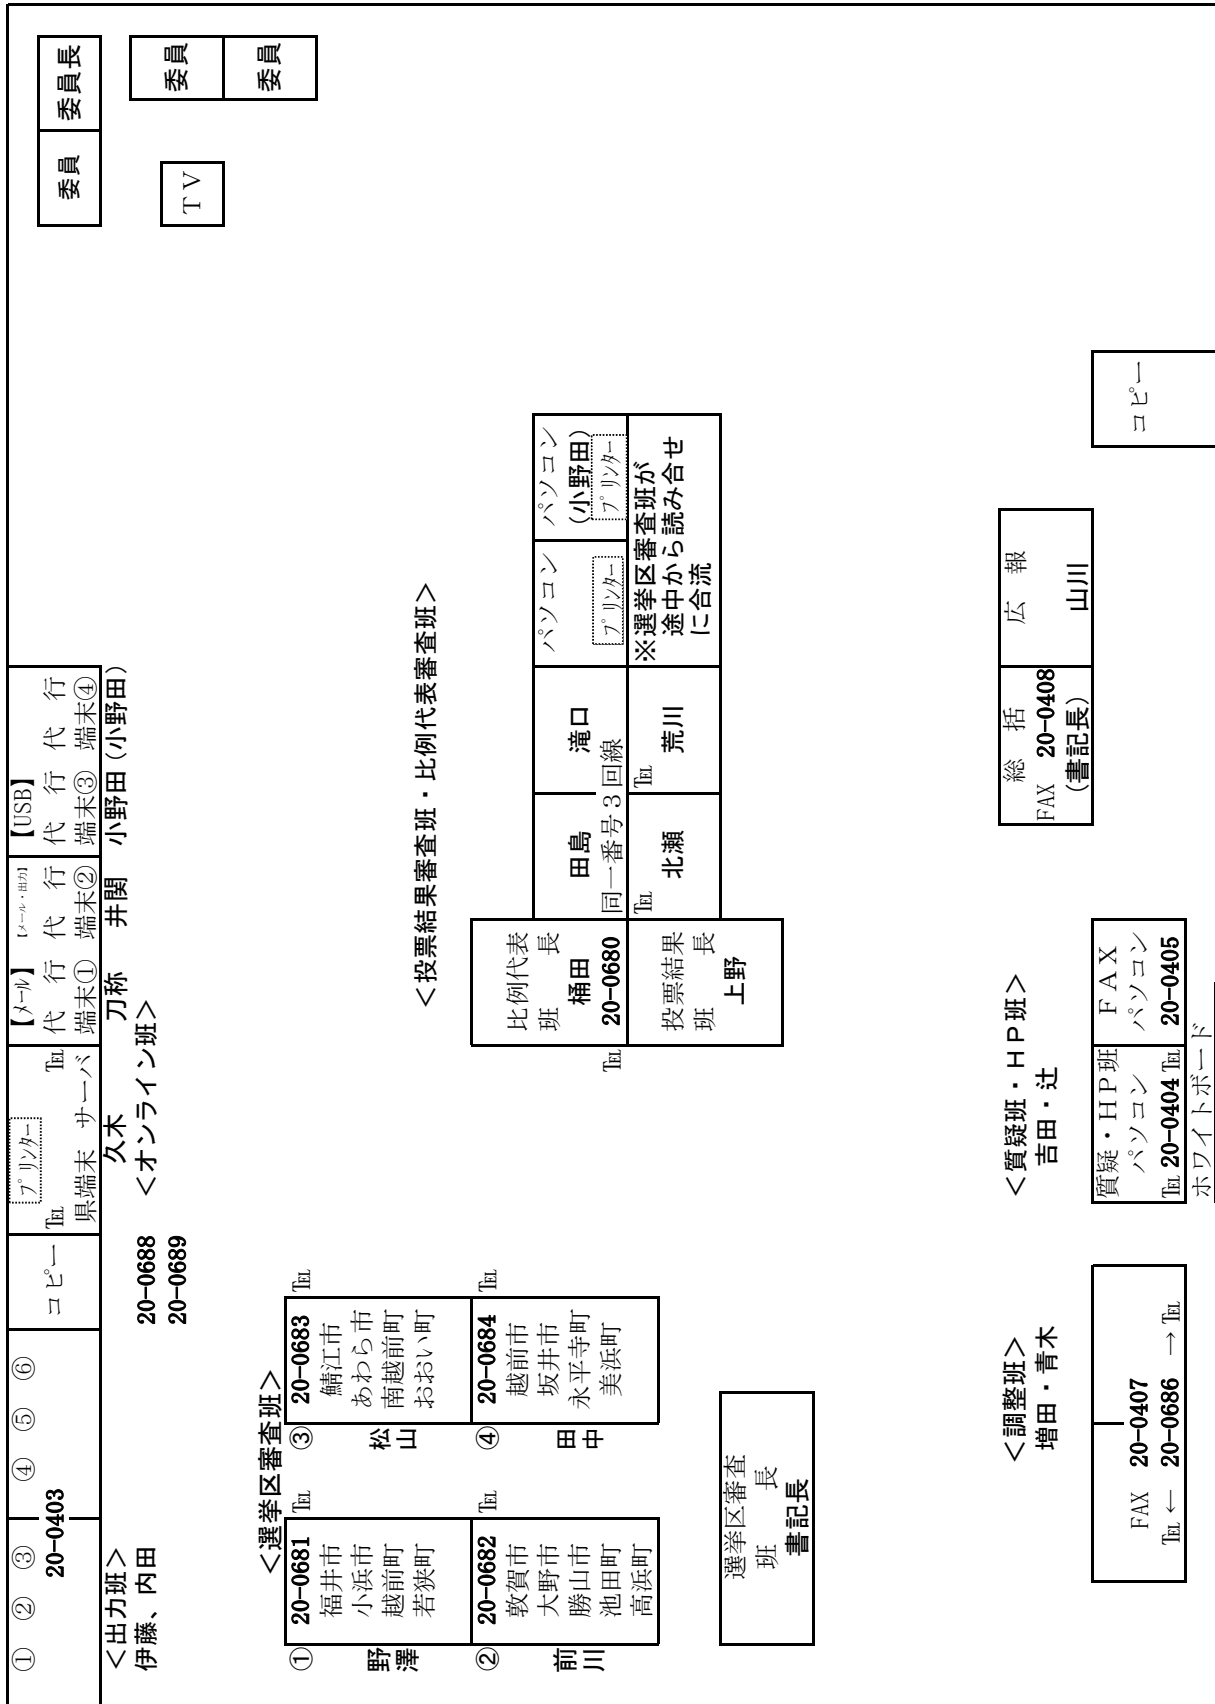 ① ② ③ ④ ⑤ ⑥
20-0403
コピー
プリンター
℡ ℡
県端末 サーバ
【メール】 【メール・出力】 【USB】
代 行 代 行 代 行 代 行
端末① 端末② 端末③ 端末④
久木 刀称 井関 小野田 (小野田)
委員 委員長
委員
委員
ＴＶ
＜出力班＞
伊藤、内田
20-0688 ＜オンライン班＞
20-0689
＜選挙区審査班＞
① 20-0681 ℡
福井市
小浜市
越前町
若狭町
野澤
③ 20-0683 ℡
鯖江市
あわら市
南越前町
おおい町
松山
② 20-0682 ℡
敦賀市
大野市
勝山市
池田町
高浜町
前川
④ 20-0684 ℡
越前市
坂井市
永平寺町
美浜町
田中
選挙区審査
班 長
書記長
＜投票結果審査班・比例代表審査班＞
比例代表
班 長
桶田
℡ 20-0680
投票結果
班 長
上野
田島 滝口
同一番号３回線
℡ ℡
北瀬 荒川
パソコン パソコン
(小野田)
プリンター プリンター
※選挙区審査班が
途中から読み合せ
に合流
＜調整班＞
増田・青木
FAX 20-0407
℡ ← 20-0686 → ℡
＜質疑班・ＨＰ班＞
吉田・辻
質疑・ＨＰ班 ＦＡＸ
パソコン パソコン
℡ 20-0404 ℡ 20-0405
ホワイトボード
総 括 広 報
FAX 20-0408
(書記長) 山川
コピー